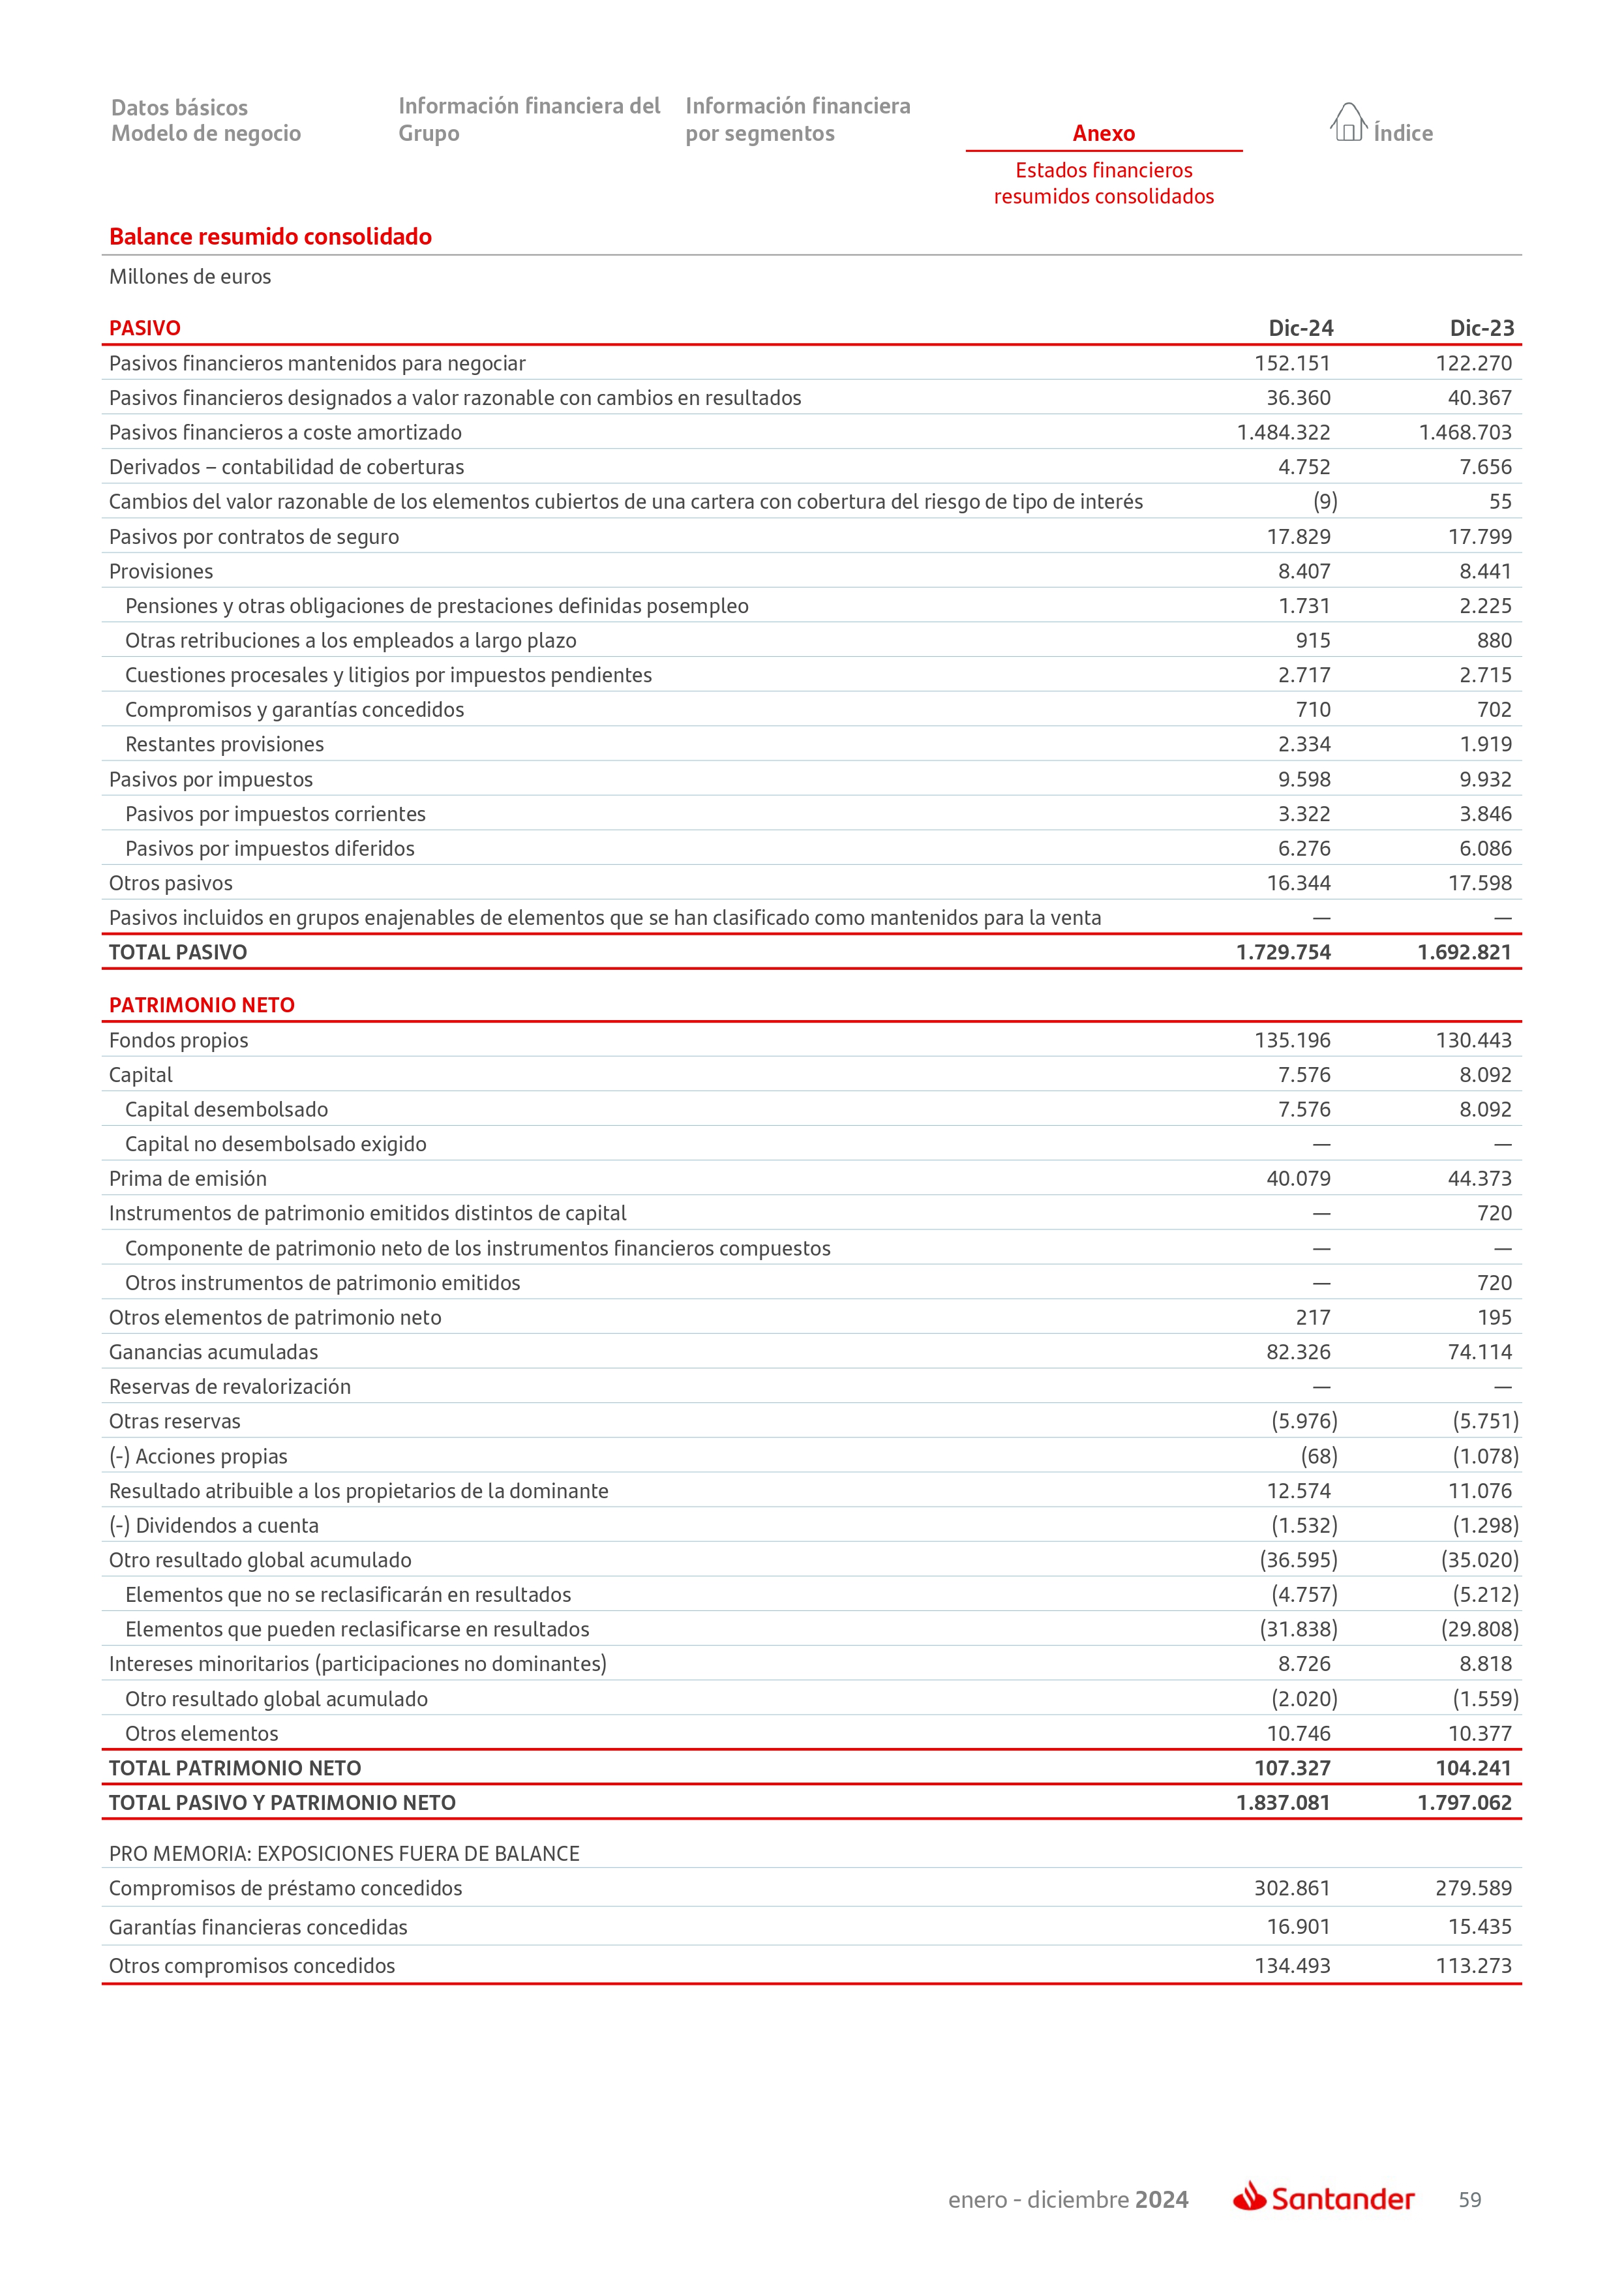 Datos básicos
Modelo de negocio
Información financiera del
Grupo
Información financiera
por segmentos
Anexo
Índice
Estados financieros
resumidos consolidados
Balance resumido consolidado
Millones de euros
PASIVO Dic-24 Dic-23
Pasivos financieros mantenidos para negociar 152.151 122.270
Pasivos financieros designados a valor razonable con cambios en resultados 36.360 40.367
Pasivos financieros a coste amortizado 1.484.322 1.468.703
Derivados – contabilidad de coberturas 4.752 7.656
Cambios del valor razonable de los elementos cubiertos de una cartera con cobertura del riesgo de tipo de interés (9) 55
Pasivos por contratos de seguro 17.829 17.799
Provisiones 8.407 8.441
Pensiones y otras obligaciones de prestaciones definidas posempleo 1.731 2.225
Otras retribuciones a los empleados a largo plazo 915 880
Cuestiones procesales y litigios por impuestos pendientes 2.717 2.715
Compromisos y garantías concedidos 710 702
Restantes provisiones 2.334 1.919
Pasivos por impuestos 9.598 9.932
Pasivos por impuestos corrientes 3.322 3.846
Pasivos por impuestos diferidos 6.276 6.086
Otros pasivos 16.344 17.598
Pasivos incluidos en grupos enajenables de elementos que se han clasificado como mantenidos para la venta — —
TOTAL PASIVO 1.729.754 1.692.821
PATRIMONIO NETO
Fondos propios 135.196 130.443
Capital 7.576 8.092
Capital desembolsado 7.576 8.092
Capital no desembolsado exigido — —
Prima de emisión 40.079 44.373
Instrumentos de patrimonio emitidos distintos de capital — 720
Componente de patrimonio neto de los instrumentos financieros compuestos — —
Otros instrumentos de patrimonio emitidos — 720
Otros elementos de patrimonio neto 217 195
Ganancias acumuladas 82.326 74.114
Reservas de revalorización — —
Otras reservas (5.976) (5.751)
(-) Acciones propias (68) (1.078)
Resultado atribuible a los propietarios de la dominante 12.574 11.076
(-) Dividendos a cuenta (1.532) (1.298)
Otro resultado global acumulado (36.595) (35.020)
Elementos que no se reclasificarán en resultados (4.757) (5.212)
Elementos que pueden reclasificarse en resultados (31.838) (29.808)
Intereses minoritarios (participaciones no dominantes) 8.726 8.818
Otro resultado global acumulado (2.020) (1.559)
Otros elementos 10.746 10.377
TOTAL PATRIMONIO NETO 107.327 104.241
TOTAL PASIVO Y PATRIMONIO NETO 1.837.081 1.797.062
PRO MEMORIA: EXPOSICIONES FUERA DE BALANCE
Compromisos de préstamo concedidos 302.861 279.589
Garantías financieras concedidas 16.901 15.435
Otros compromisos concedidos 134.493 113.273
enero - diciembre 2024 Santander 59